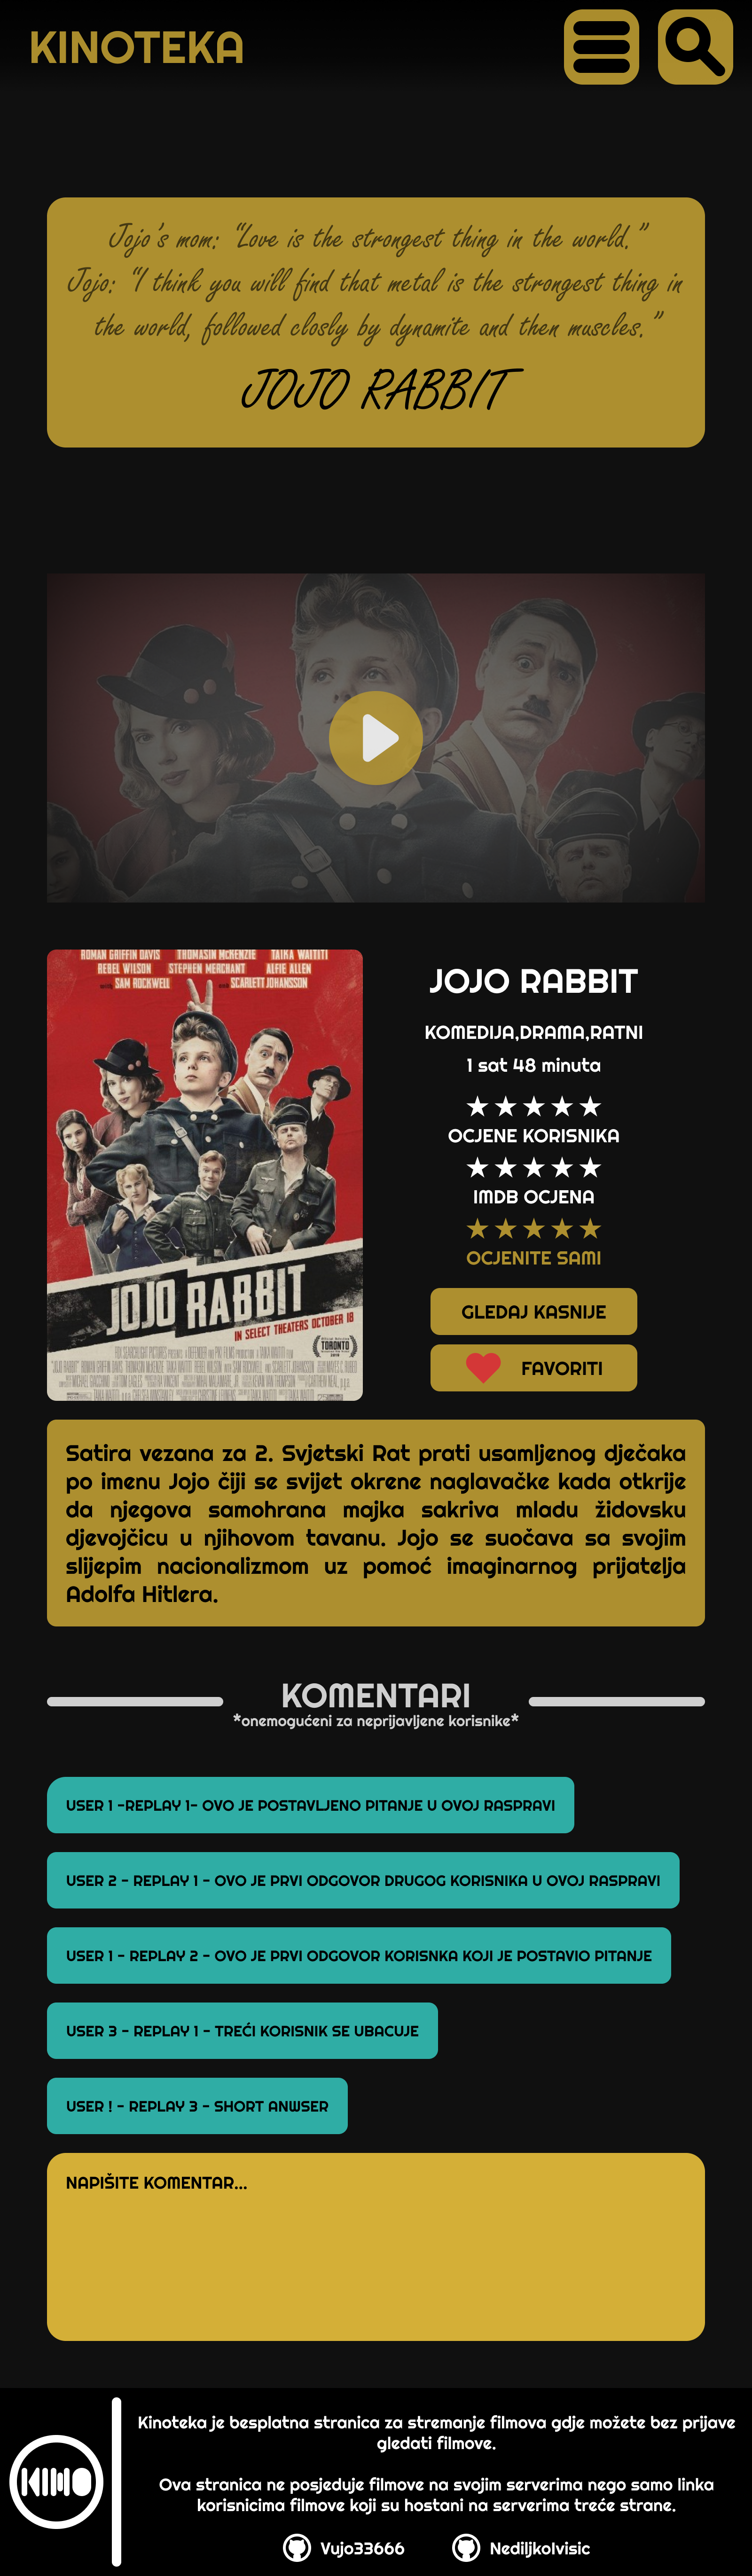 KINOTEKA
Jojo's mom: "Love is the strongest thing in the world."
Jojo: "I think you will find that metal is the strongest thing in
the world, followed closly by dynamite and then muscles."
JOJO RABBIT
ROMAN GRIFFIN DAVIS THOMASIN McKENZIE TAIKA WAITITI
REBEL WILSON STEPHEN MERCHANT ALFIE ALLEN
with SAM ROCKWELL and SCARLETT JOHANSSON
JOJO RABBIT
IN SELECT THEATERS OCTOBER 18
TORONTO
JOJO RABBIT
KOMEDIJA,DRAMA,RATNI
1 sat 48 minuta
★★★★★
OCJENE KORISNIKA
★★★★★
IMDB OCJENA
★★★★★
OCJENITE SAMI
GLEDAJ KASNIJE
FAVORITI
Satira vezana za 2. Svjetski Rat prati usamljenog dječaka
po imenu Jojo čiji se svijet okrene naglavačke kada otkrije
da njegova samohrana majka sakriva mladu židovsku
djevojčicu u njihovom tavanu. Jojo se suočava sa svojim
slijepim nacionalizmom uz pomoć imaginarnog prijatelja
Adolfa Hitlera.
KOMENTARI
*onemogućeni za neprijavljene korisnike*
USER 1 -REPLAY 1- OVO JE POSTAVLJENO PITANJE U OVOJ RASPRAVI
USER 2 - REPLAY 1 - OVO JE PRVI ODGOVOR DRUGOG KORISNIKA U OVOJ RASPRAVI
USER 1 - REPLAY 2 - OVO JE PRVI ODGOVOR KORISNKA KOJI JE POSTAVIO PITANJE
USER 3 - REPLAY 1 - TREĆI KORISNIK SE UBACUJE
USER ! - REPLAY 3 - SHORT ANWSER
NAPIŠITE KOMENTAR...
KINO
Kinoteka je besplatna stranica za stremanje filmova gdje možete bez prijave
gledati filmove.
Ova stranica ne posjeduje filmove na svojim serverima nego samo linka
korisnicima filmove koji su hostani na serverima treće strane.
Vujo33666
NediljkoIvisic